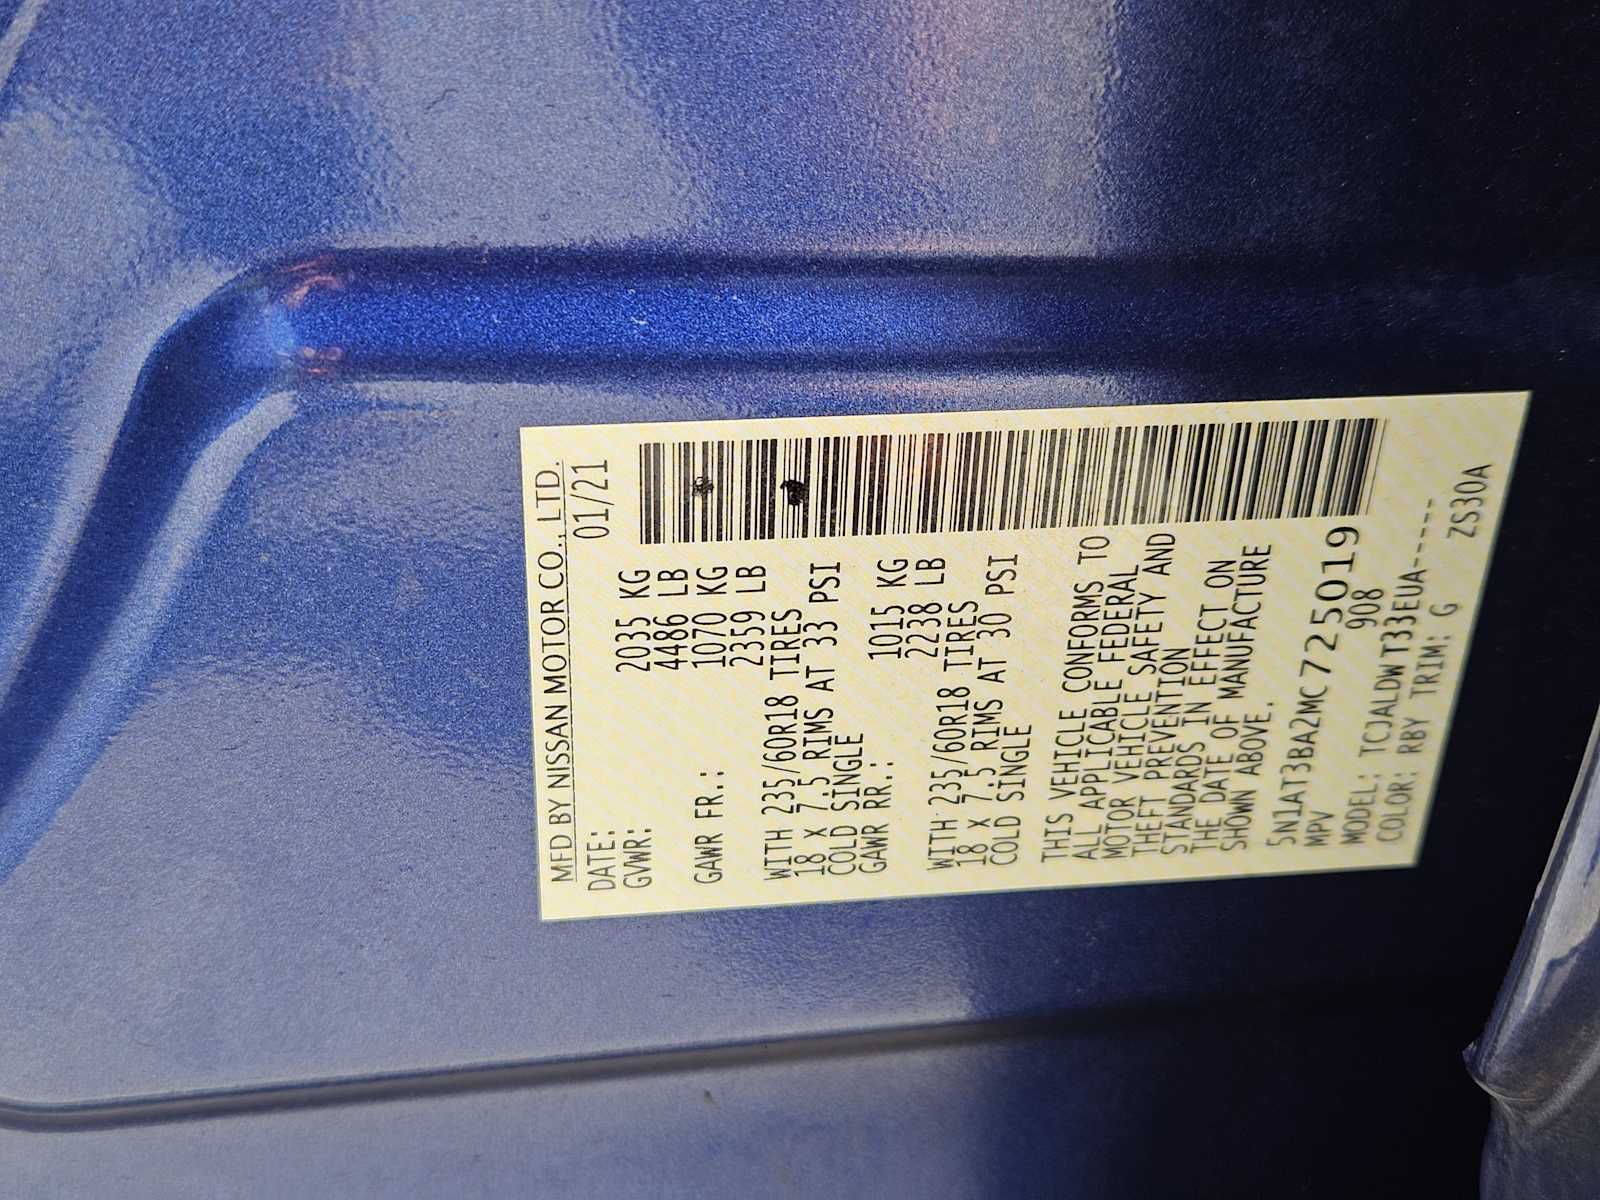 MFD BY NISSAN MOTOR CO., LTD.
DATE: 01/21
GVWR: 2035 KG
4486 LB
GAWR FR.: 1070 KG
2359 LB
WITH 235/60R18 TIRES
18 X 7.5 RIMS AT 33 PSI
COLD SINGLE
GAWR RR.: 1015 KG
2238 LB
WITH 235/60R18 TIRES
18 X 7.5 RIMS AT 30 PSI
COLD SINGLE
THIS VEHICLE CONFORMS TO
ALL APPLICABLE FEDERAL
MOTOR VEHICLE SAFETY AND
THEFT PREVENTION
STANDARDS IN EFFECT ON
THE DATE OF MANUFACTURE
SHOWN ABOVE.
5N1AT3BA2MC725019
MPV 908
MODEL: TCJALDWT33EUA-----
COLOR: RBY TRIM: G ZS30A